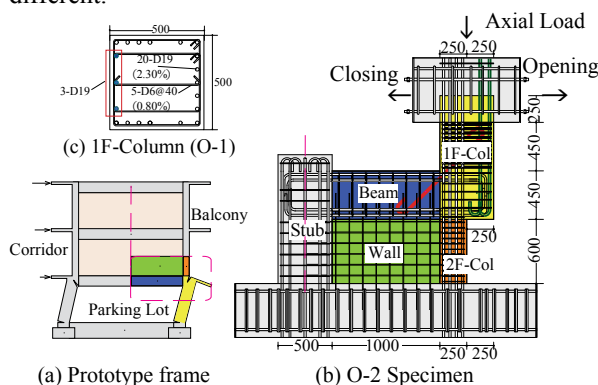 different.
500
20-D19
(2.30%)
5-D6@40
(0.80%)
3-D19
500
(c) 1F-Column (O-1)
Axial Load
250 250
Closing
Opening
250
1F-Col
450
Beam
450
Stub
250
Wall
2F-Col
600
500
1000
250 250
(b) O-2 Specimen
Balcony
Corridor
Parking Lot
(a) Prototype frame